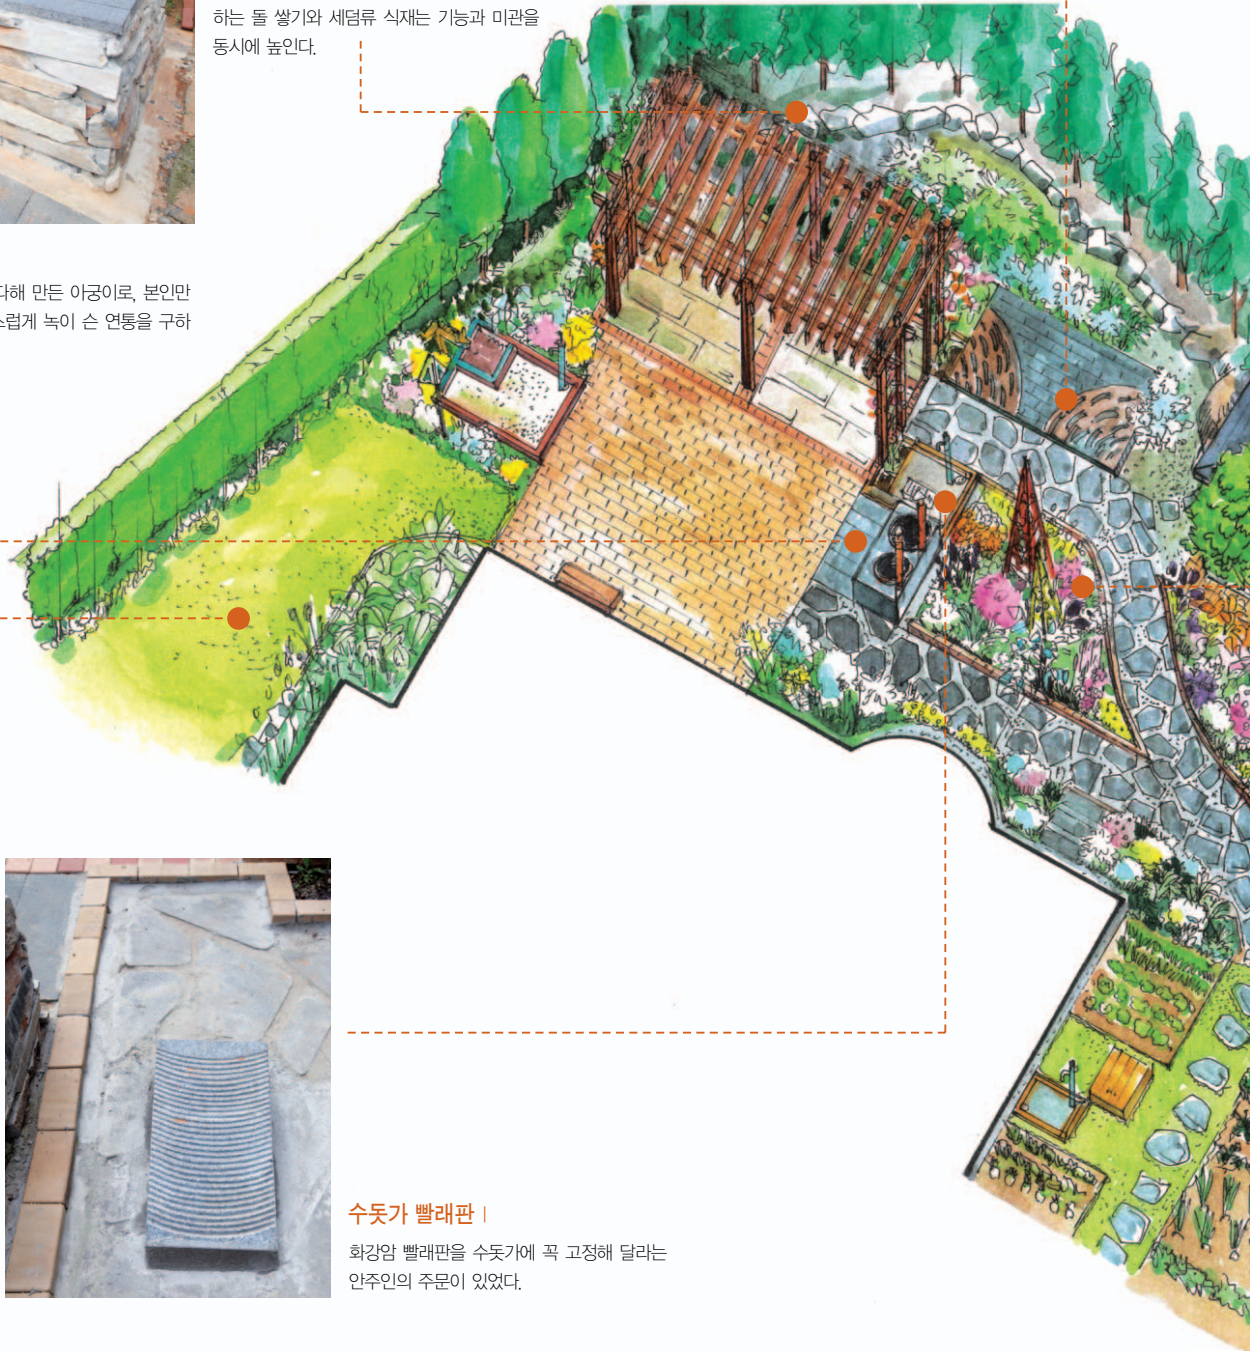 하는 돌 쌓기와 세덤류 식재는 기능과 미관을
동시에 높인다.
다해 만든 아궁이로, 본인만
스럽게 녹이 슨 연통을 구하
수돗가 빨래판
화강암 빨래판을 수돗가에 꼭 고정해 달라는
안주인의 주문이 있었다.